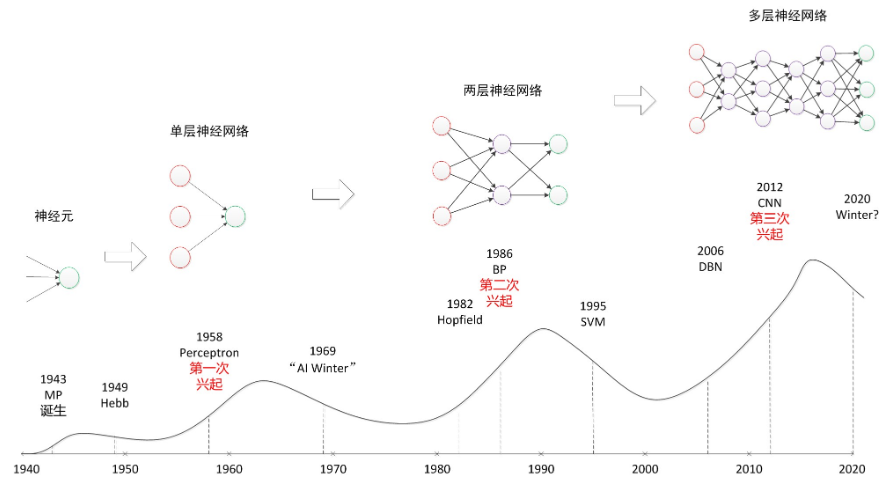 多层神经网络
两层神经网络
单层神经网络
神经元
1943
MP
诞生
1949
Hebb
1958
Perceptron
第一次
兴起
1969
“AI Winter”
1982
Hopfield
1986
BP
第二次
兴起
1995
SVM
2006
DBN
2012
CNN
第三次
兴起
2020
Winter?
1940 1950 1960 1970 1980 1990 2000 2010 2020